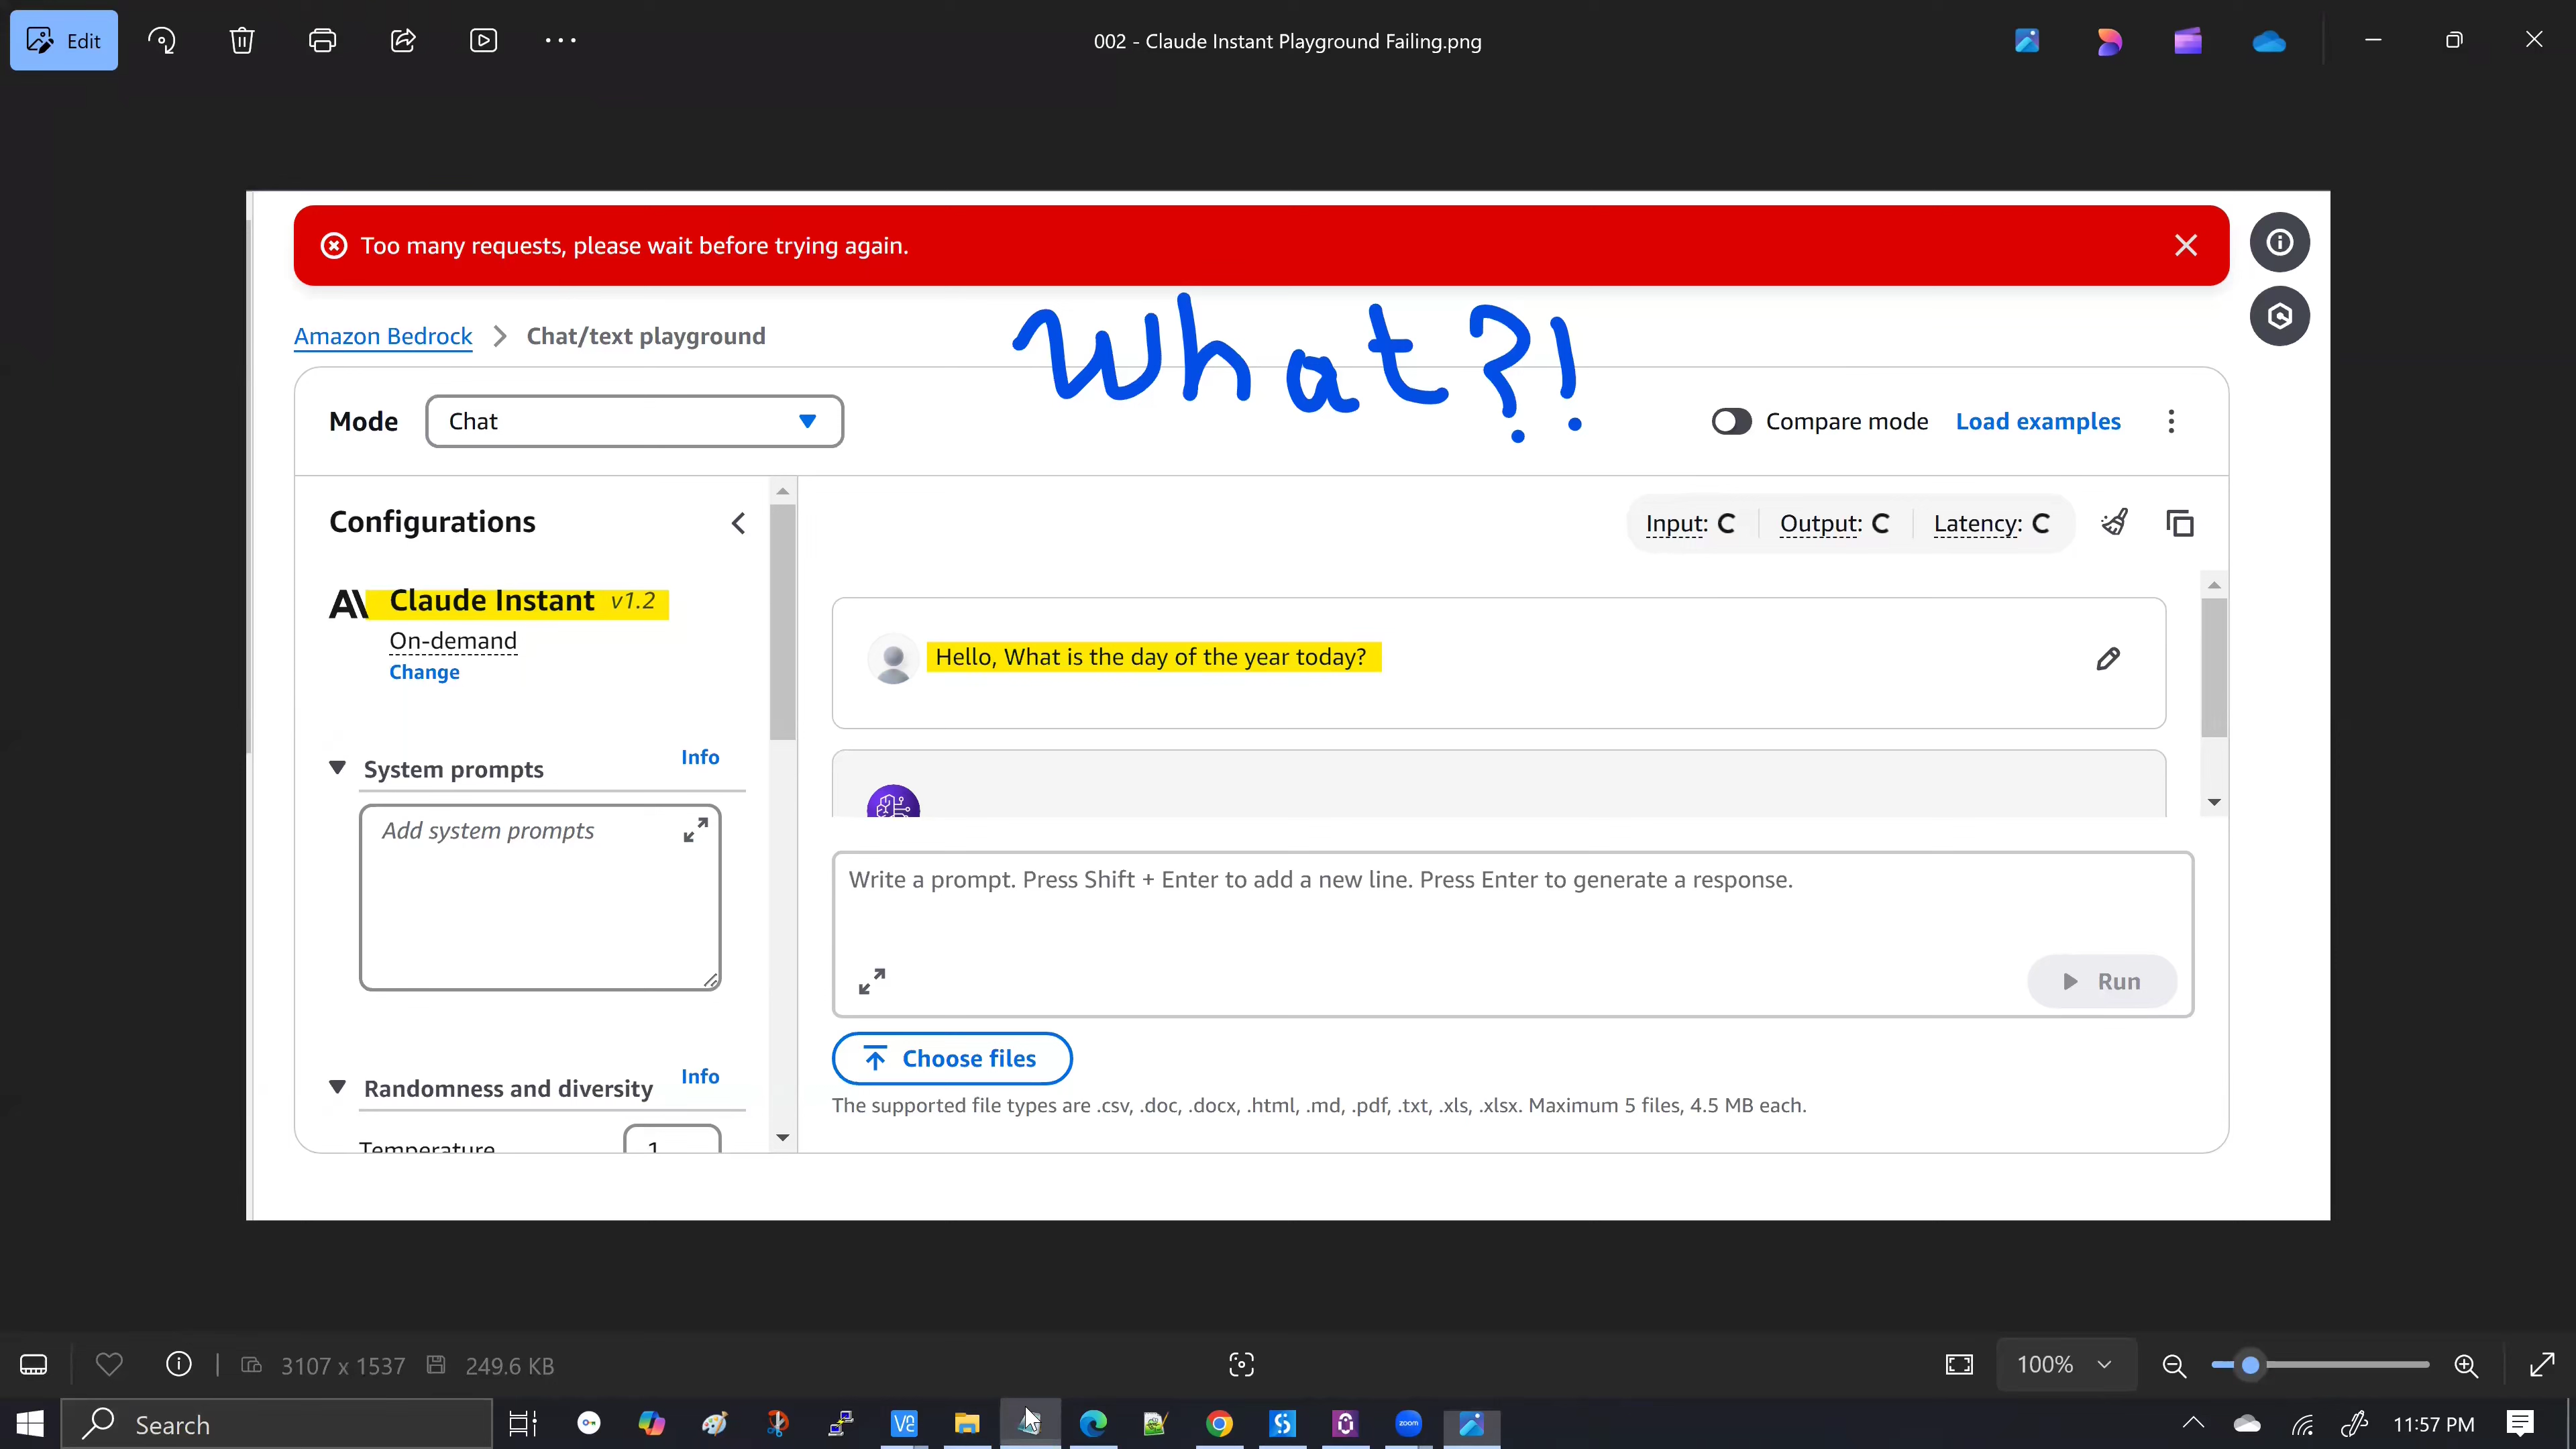 Edit
002 - Claude Instant Playground Failing.png
Too many requests, please wait before trying again.
Amazon Bedrock > Chat/text playground
What?!
Mode Chat Compare mode Load examples
Configurations
Input: Output: Latency:
Claude Instant v1.2
On-demand
Change
Hello, What is the day of the year today?
System prompts Info
Add system prompts
Write a prompt. Press Shift + Enter to add a new line. Press Enter to generate a response.
Run
Choose files
Randomness and diversity Info
The supported file types are .csv, .doc, .docx, .html, .md, .pdf, .txt, .xls, .xlsx. Maximum 5 files, 4.5 MB each.
Temperature 1
3107 x 1537 249.6 KB 100%
Search zoom 11:57 PM